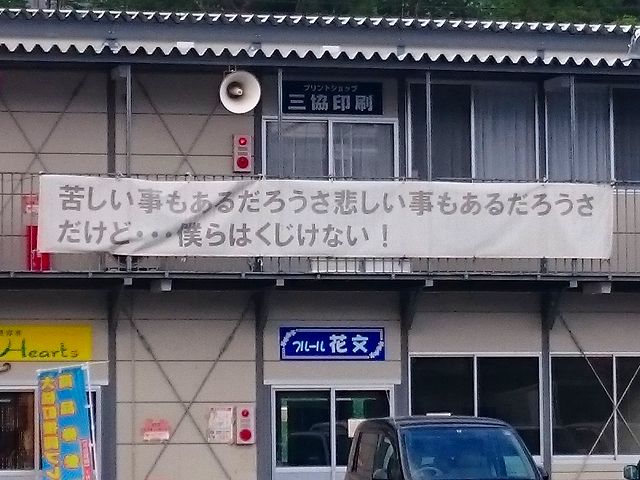 プリントショップ
三協印刷
苦しい事もあるだろうさ悲しい事もあるだろうさ
だけど・・・僕らはくじけない！
Hearts
フルール 花文